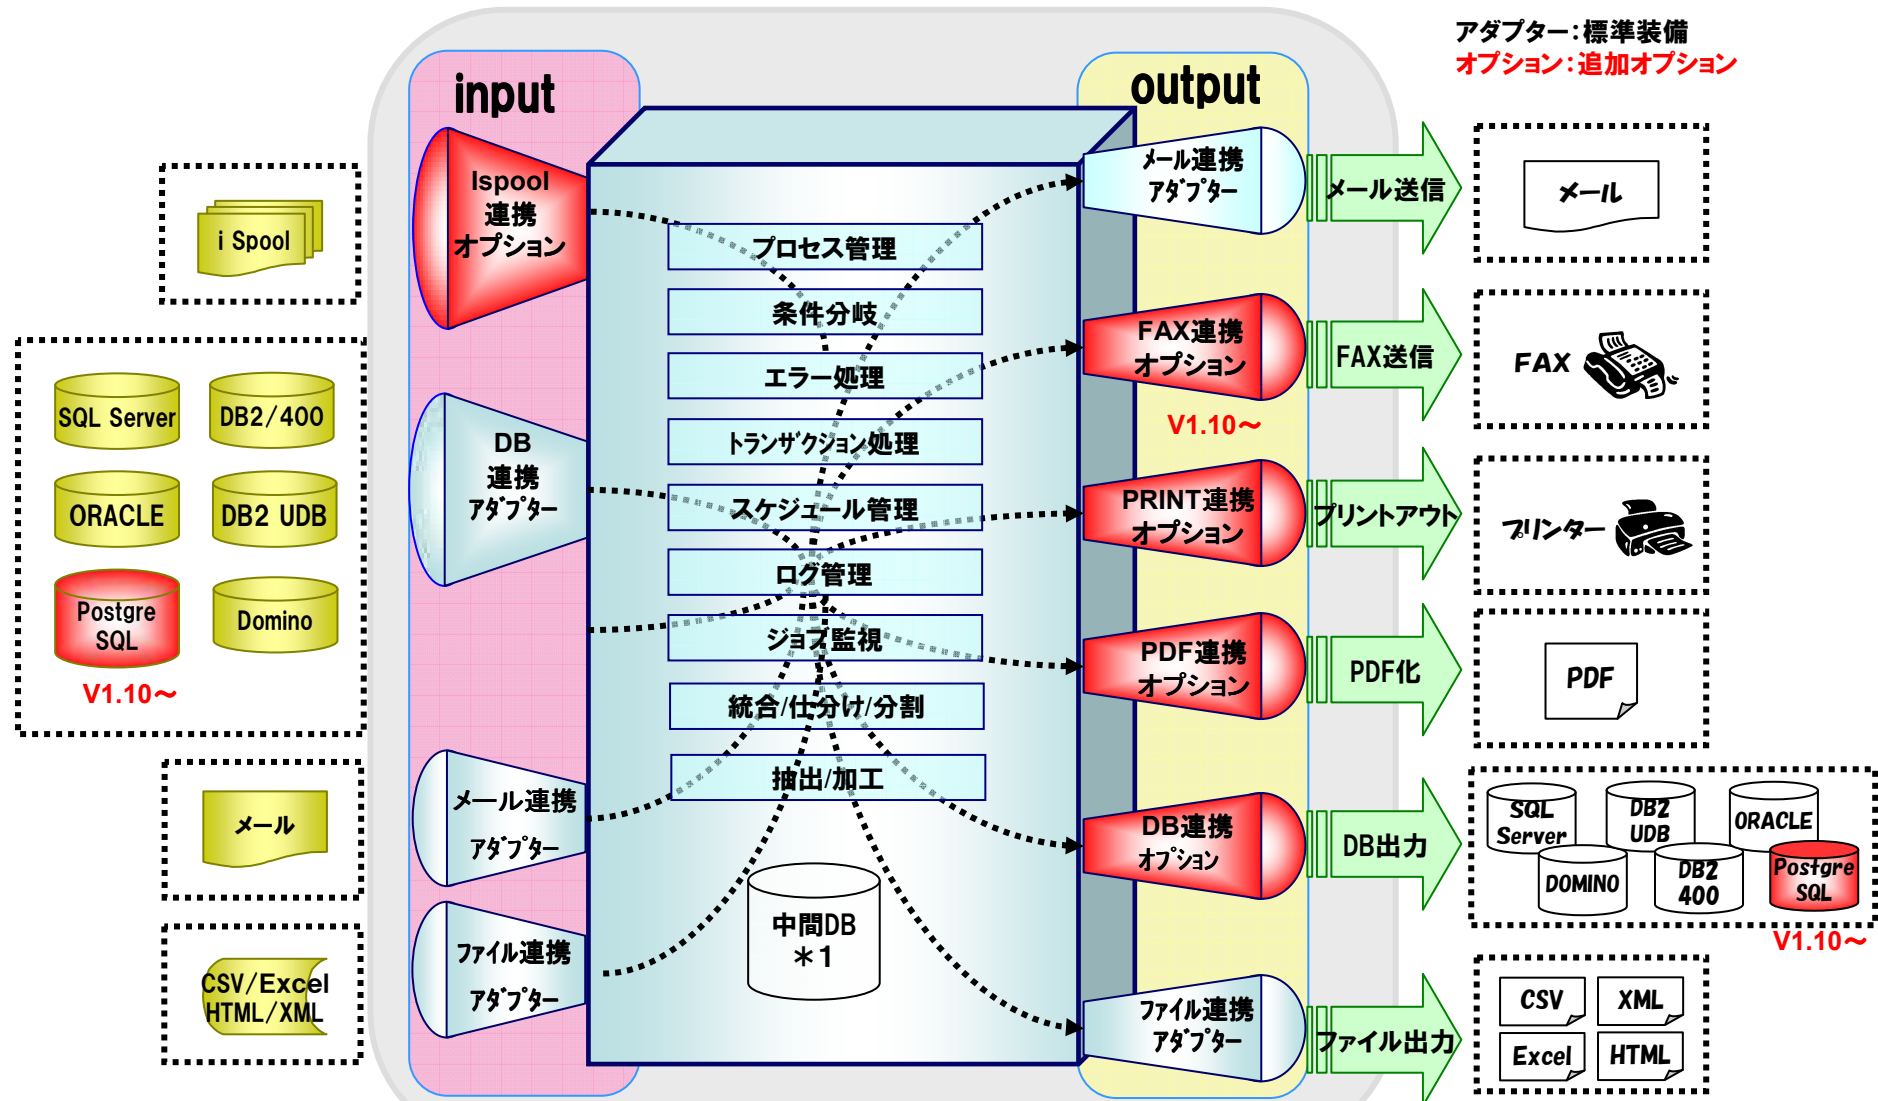 アダプター：標準装備
オプション：追加オプション
input
output
Ispool
連携
オプション
DB
連携
アダプター
メール連携
アダプター
ファイル連携
アダプター
i Spool
SQL Server
DB2/400
ORACLE
DB2 UDB
Postgre
SQL
Domino
V1.10～
メール
CSV/Excel
HTML/XML
プロセス管理
条件分岐
エラー処理
トランザクション処理
スケジュール管理
ログ管理
ジョブ監視
統合/仕分け/分割
抽出/加工
中間DB
＊1
メール連携
アダプター
FAX連携
オプション
V1.10～
PRINT連携
オプション
PDF連携
オプション
DB連携
オプション
ファイル連携
アダプター
メール送信
FAX送信
プリントアウト
PDF化
DB出力
ファイル出力
メール
FAX
プリンター
PDF
SQL
Server
DB2
UDB
ORACLE
DOMINO
DB2
400
Postgre
SQL
V1.10～
CSV
XML
Excel
HTML